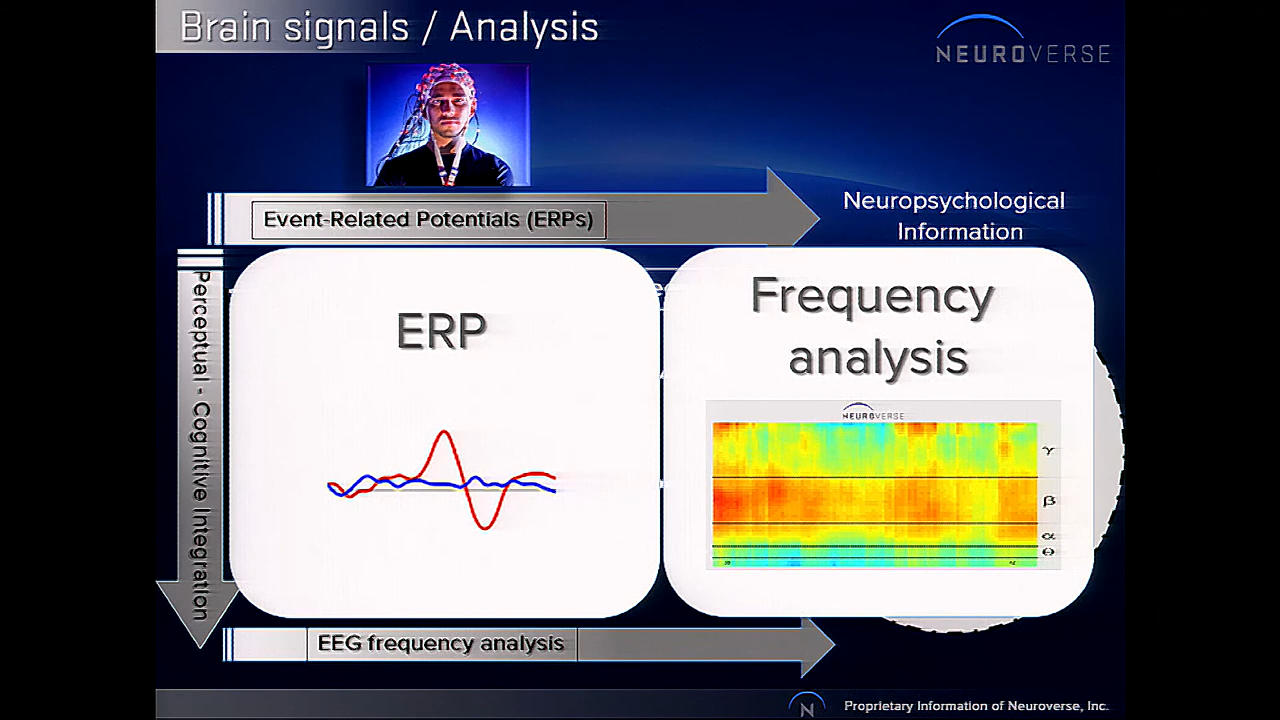 Brain signals / Analysis
NEUROVERSE
Event-Related Potentials (ERPs)
Neuropsychological
Information
Perceptual - Cognitive Integration
ERP
Frequency
analysis
NEUROVERSE
γ
β
α
Θ
EEG frequency analysis
N
Proprietary Information of Neuroverse, Inc.